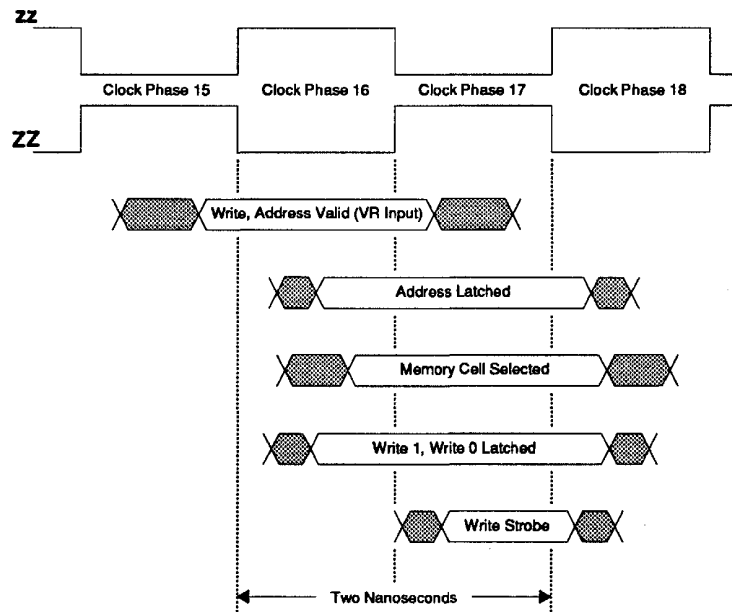 zz
Clock Phase 15 Clock Phase 16 Clock Phase 17 Clock Phase 18
ZZ
Write, Address Valid (VR Input)
Address Latched
Memory Cell Selected
Write 1, Write 0 Latched
Write Strobe
Two Nanoseconds